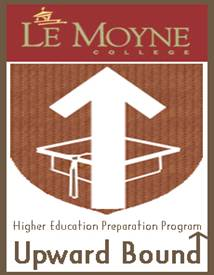 LE MOYNE
COLLEGE
Higher Education Preparation Program
Upward Bound